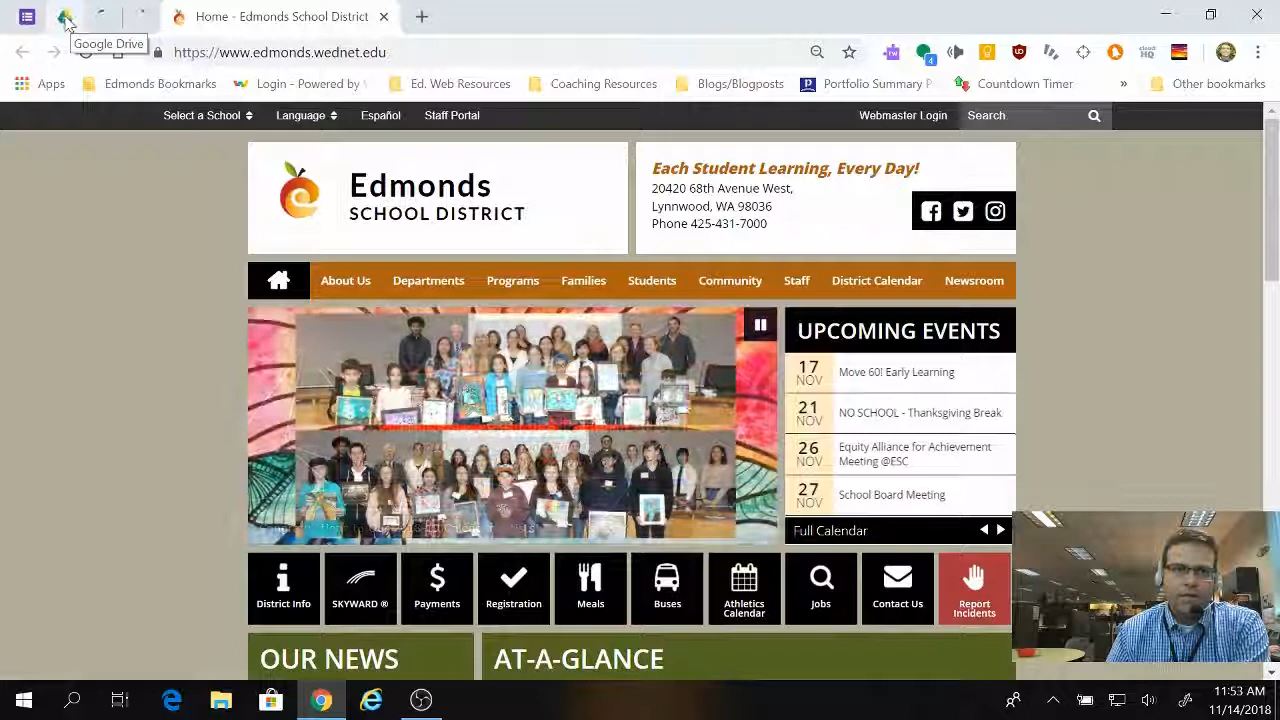 Home - Edmonds School District
Google Drive
https://www.edmonds.wednet.edu
rw
4
UD
cloud
HQ
Apps
Edmonds Bookmarks
Login - Powered by
Ed. Web Resources
Coaching Resources
Blogs/Blogposts
Portfolio Summary
Countdown Timer
»
Other bookmarks
Select a School
Language
Español
Staff Portal
Webmaster Login
Search
Edmonds
SCHOOL DISTRICT
Each Student Learning, Every Day!
20420 68th Avenue West,
Lynnwood, WA 98036
Phone 425-431-7000
About Us
Departments
Programs
Families
Students
Community
Staff
District Calendar
Newsroom
UPCOMING EVENTS
17
NOV
Move 60! Early Learning
21
NOV
NO SCHOOL - Thanksgiving Break
26
NOV
Equity Alliance for Achievement
Meeting @ESC
27
NOV
School Board Meeting
Full Calendar
District Info
SKYWARD ®
Payments
Registration
Meals
Buses
Athletics
Calendar
Jobs
Contact Us
Report
Incidents
OUR NEWS
AT-A-GLANCE
11:53 AM
11/14/2018